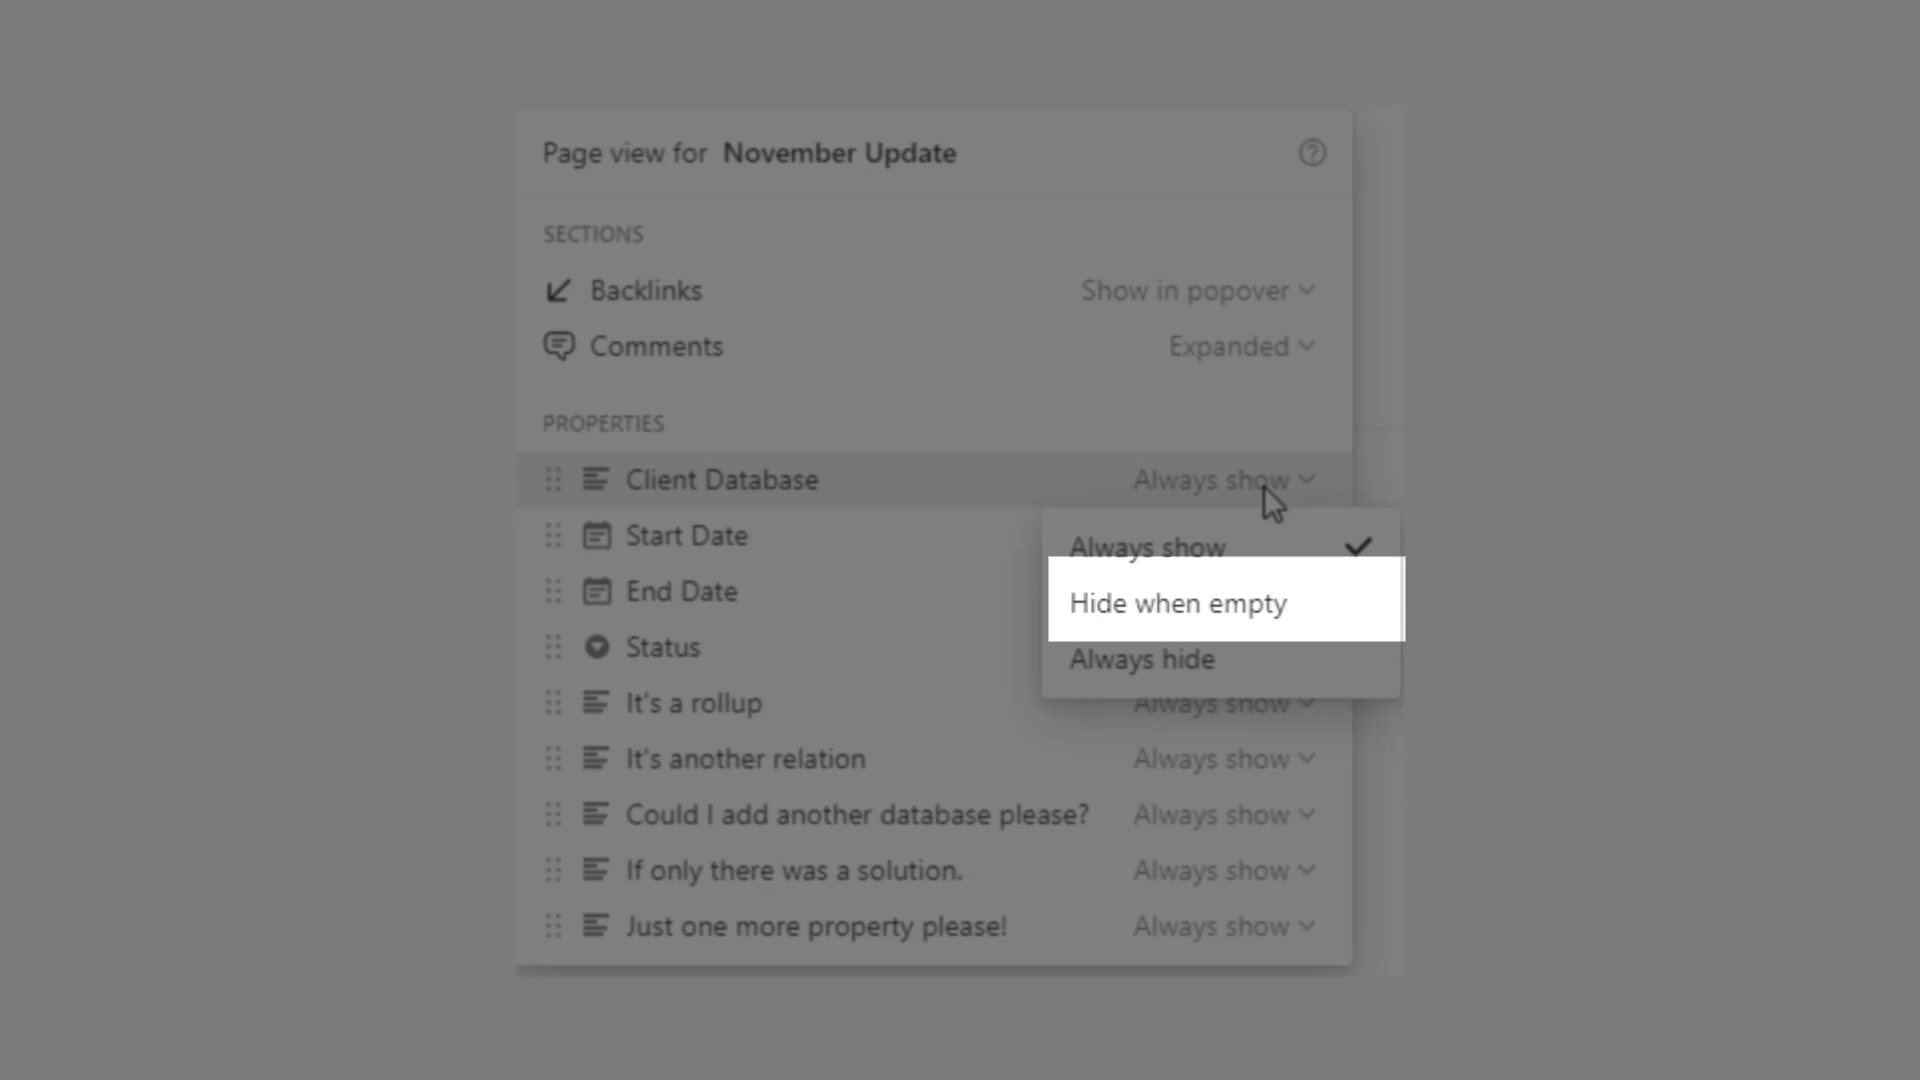 Page view for November Update
SECTIONS
Backlinks Show in popover
Comments Expanded
PROPERTIES
Client Database Always show
Start Date Always show
End Date Hide when empty
Status Always hide
It's a rollup Always show
It's another relation Always show
Could I add another database please? Always show
If only there was a solution. Always show
Just one more property please! Always show